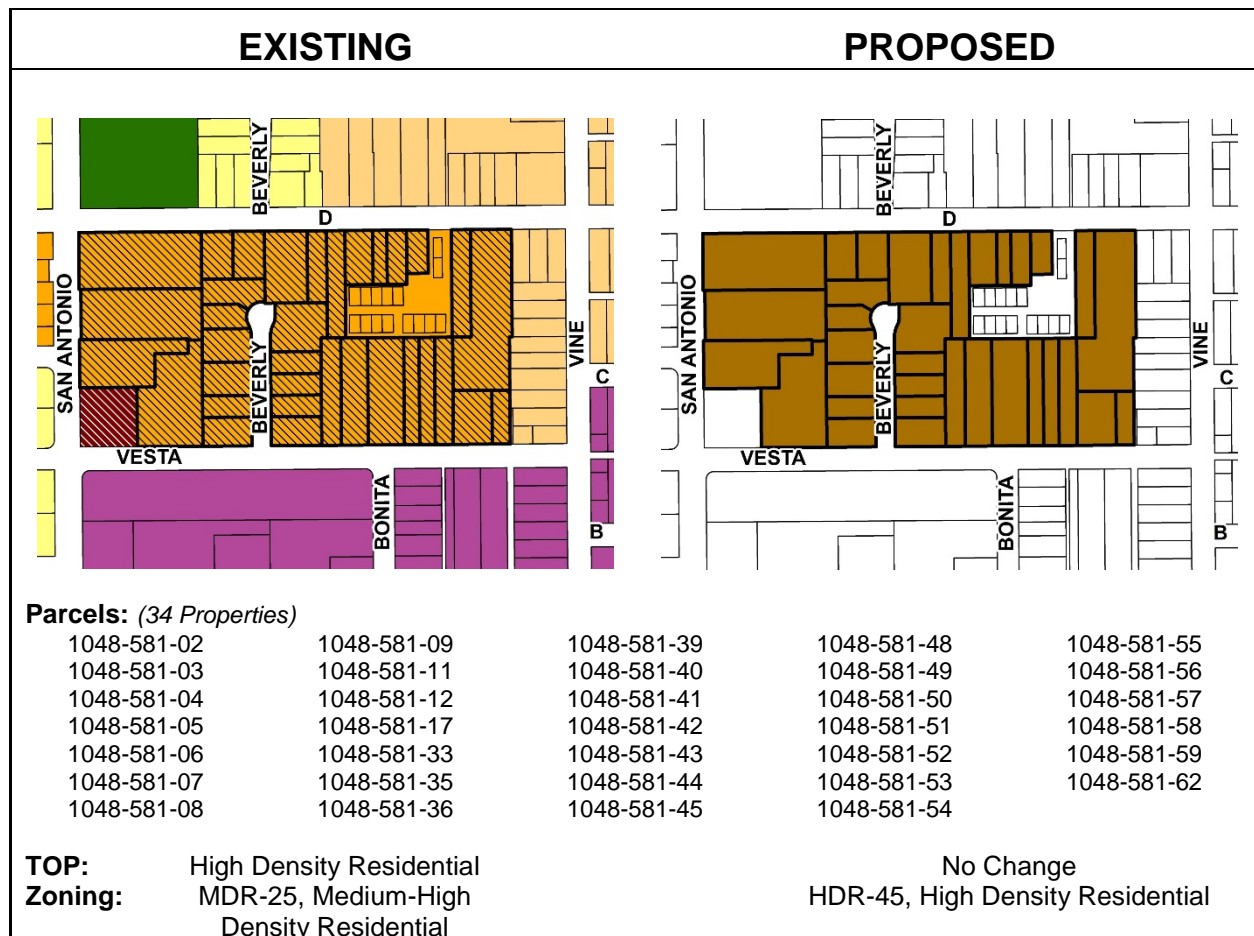 EXISTING PROPOSED
BEVERLY
D
SAN ANTONIO
BEVERLY
VINE
C
VESTA
BONITA
B
BEVERLY
D
SAN ANTONIO
BEVERLY
VINE
C
VESTA
BONITA
B
Parcels: (34 Properties)
1048-581-02 1048-581-09 1048-581-39 1048-581-48 1048-581-55
1048-581-03 1048-581-11 1048-581-40 1048-581-49 1048-581-56
1048-581-04 1048-581-12 1048-581-41 1048-581-50 1048-581-57
1048-581-05 1048-581-17 1048-581-42 1048-581-51 1048-581-58
1048-581-06 1048-581-33 1048-581-43 1048-581-52 1048-581-59
1048-581-07 1048-581-35 1048-581-44 1048-581-53 1048-581-62
1048-581-08 1048-581-36 1048-581-45 1048-581-54
TOP: High Density Residential No Change
Zoning: MDR-25, Medium-High HDR-45, High Density Residential
Density Residential